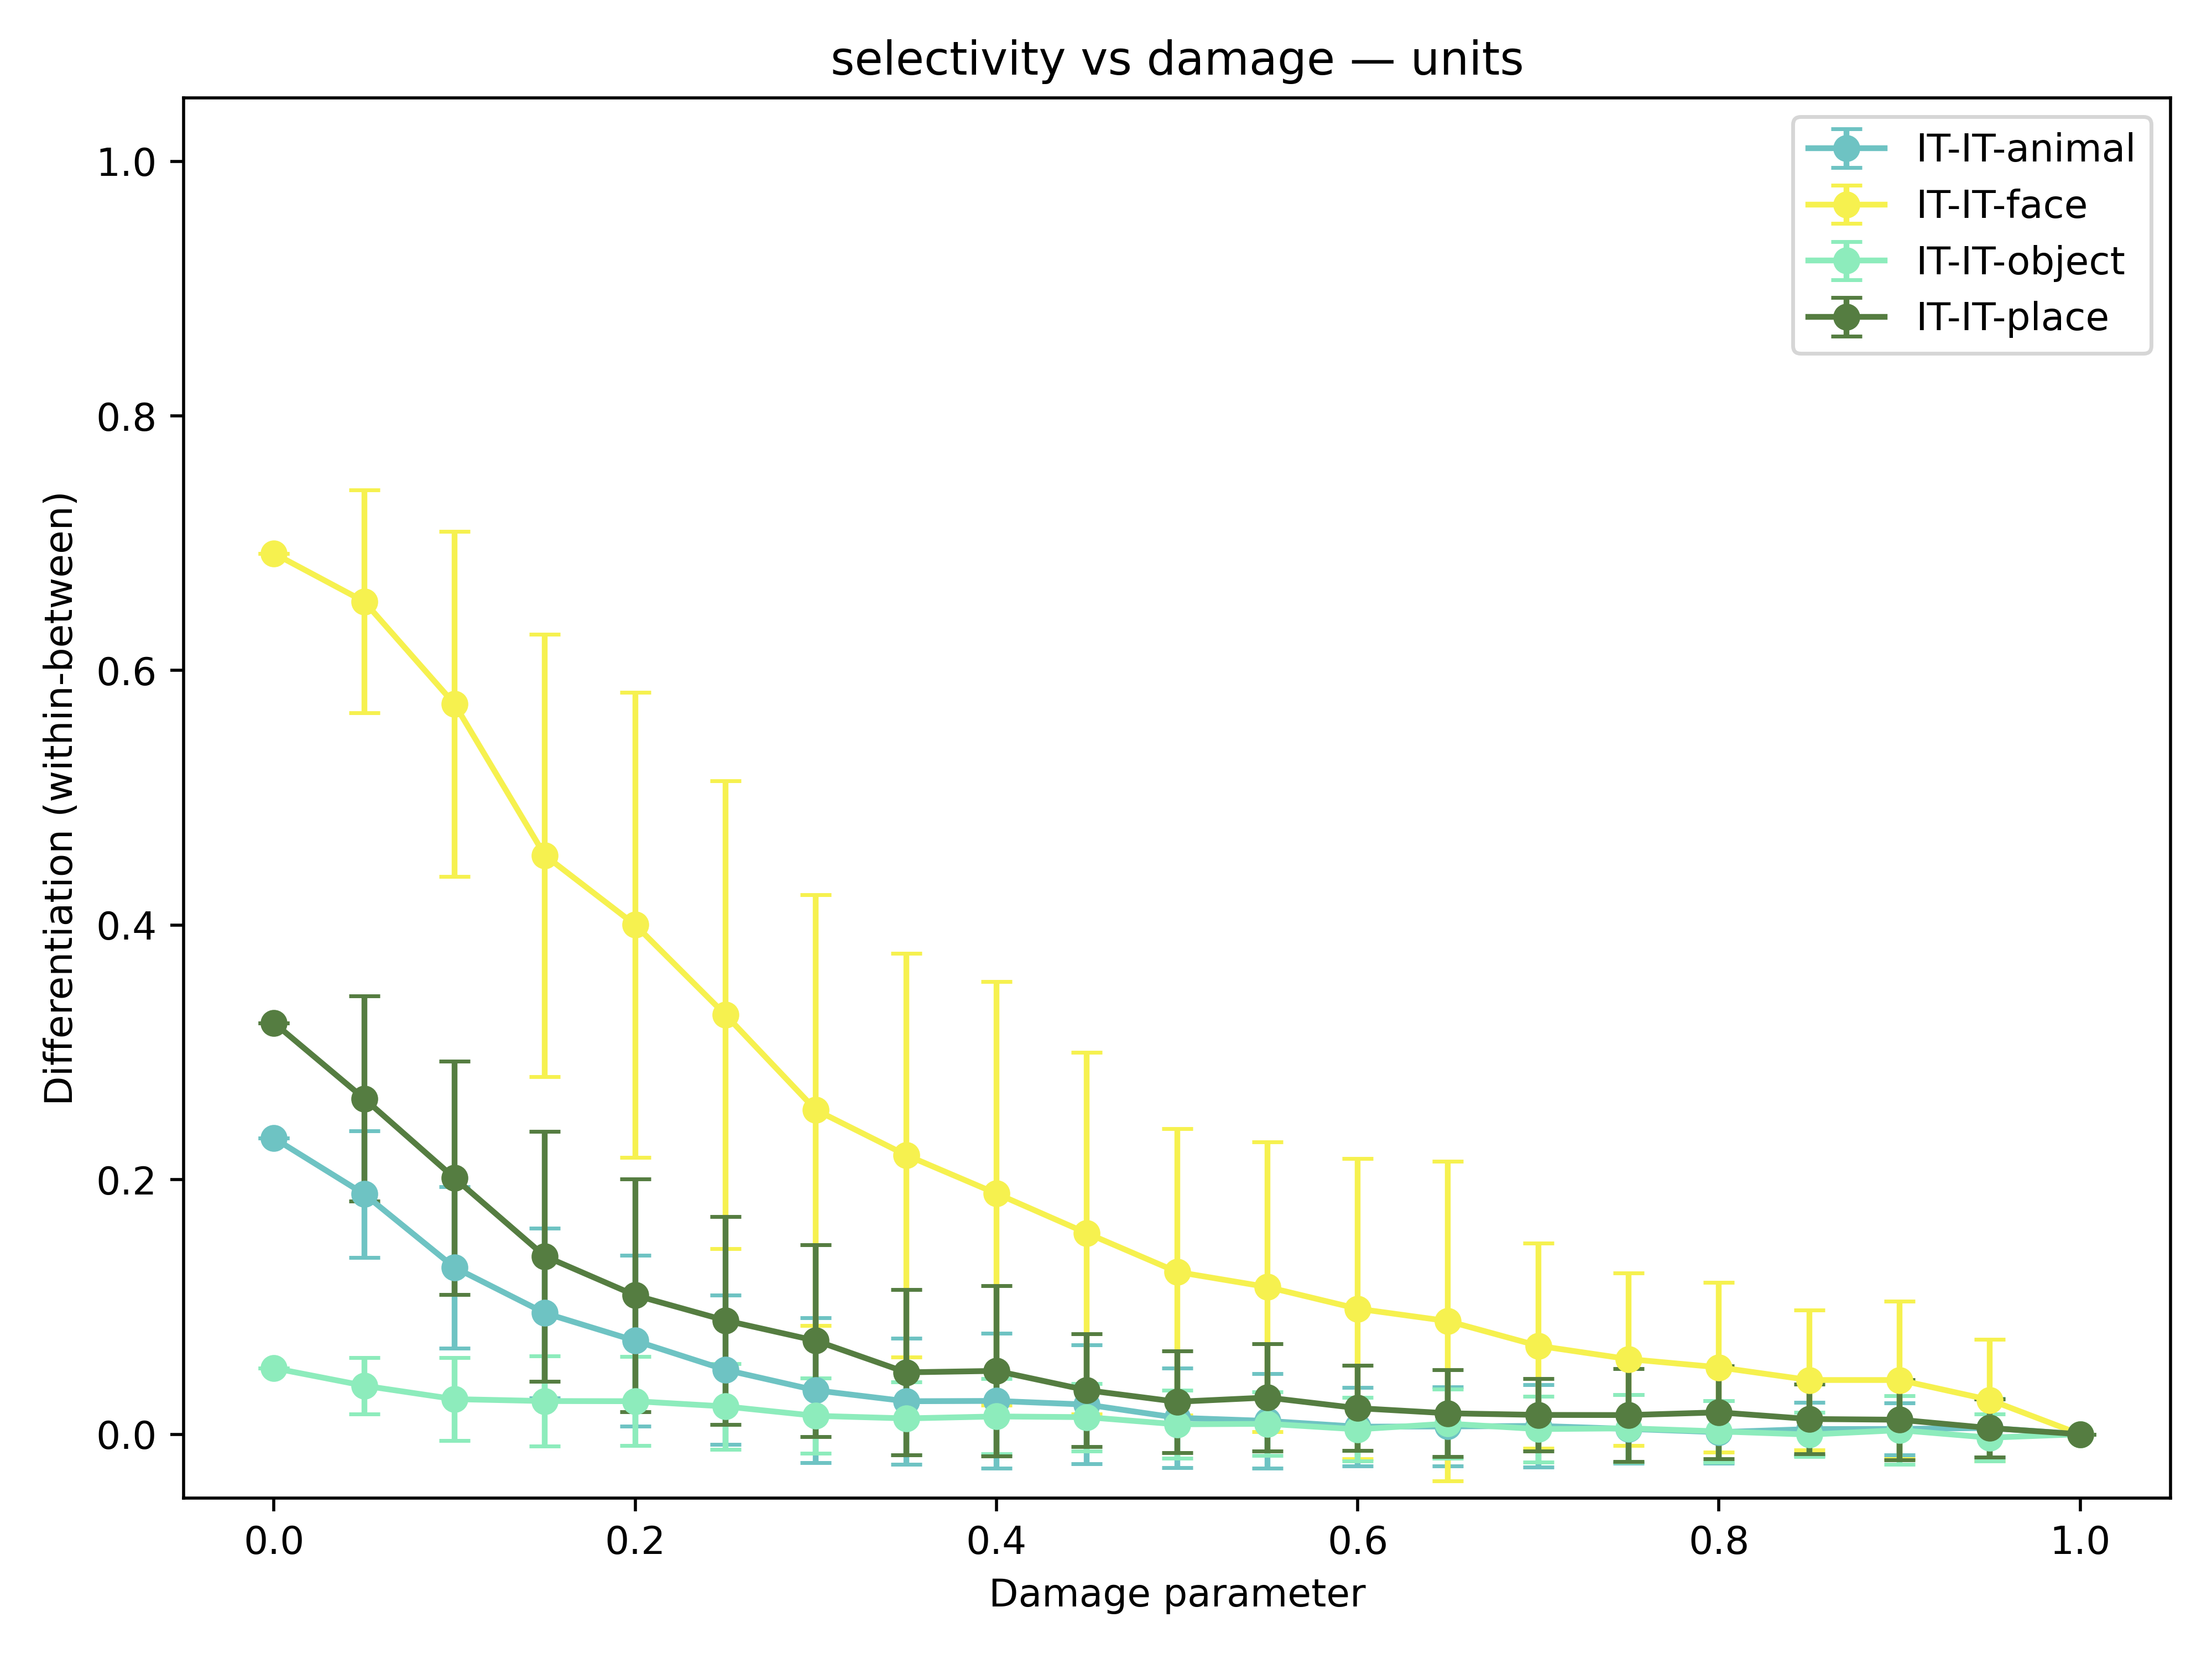 selectivity vs damage — units
IT-IT-animal
IT-IT-face
IT-IT-object
IT-IT-place
Differentiation (within-between)
1.0
0.8
0.6
0.4
0.2
0.0
0.0 0.2 0.4 0.6 0.8 1.0
Damage parameter